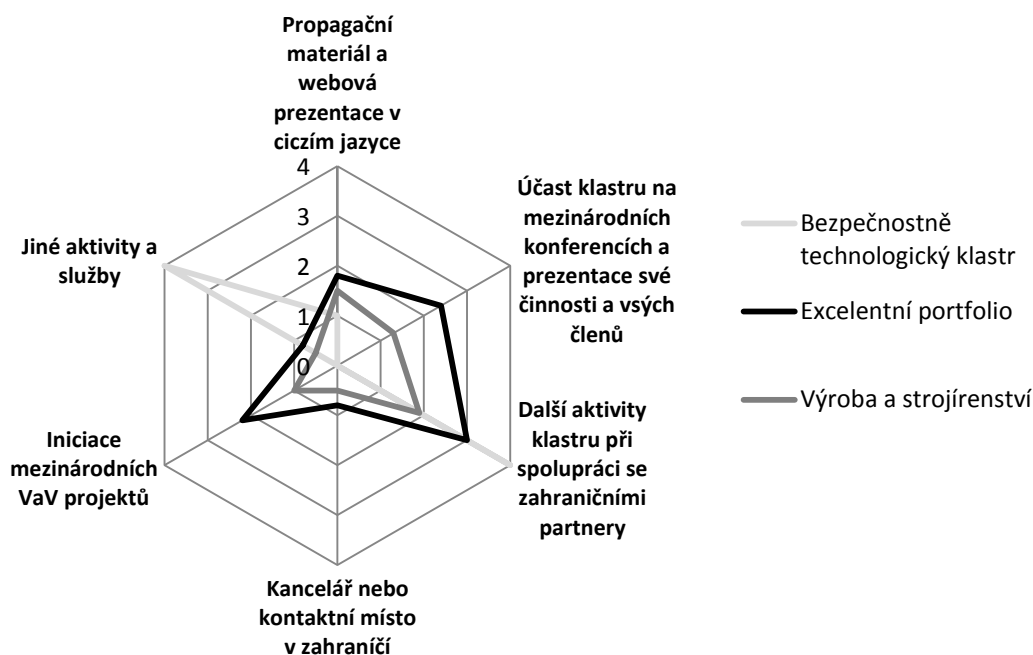 Propagační
materiál a
webová
prezentace v
ciczím jazyce
4
3
2
1
0
Účast klastru na
mezinárodních
konferencích a
prezentace své
činnosti a vsých
členů
Další aktivity
klastru při
spolupráci se
zahraničními
partnery
Kancelář nebo
kontaktní místo
v zahraníčí
Iniciace
mezinárodních
VaV projektů
Jiné aktivity a
služby
Bezpečnostně
technologický klastr
Excelentní portfolio
Výroba a strojírenství